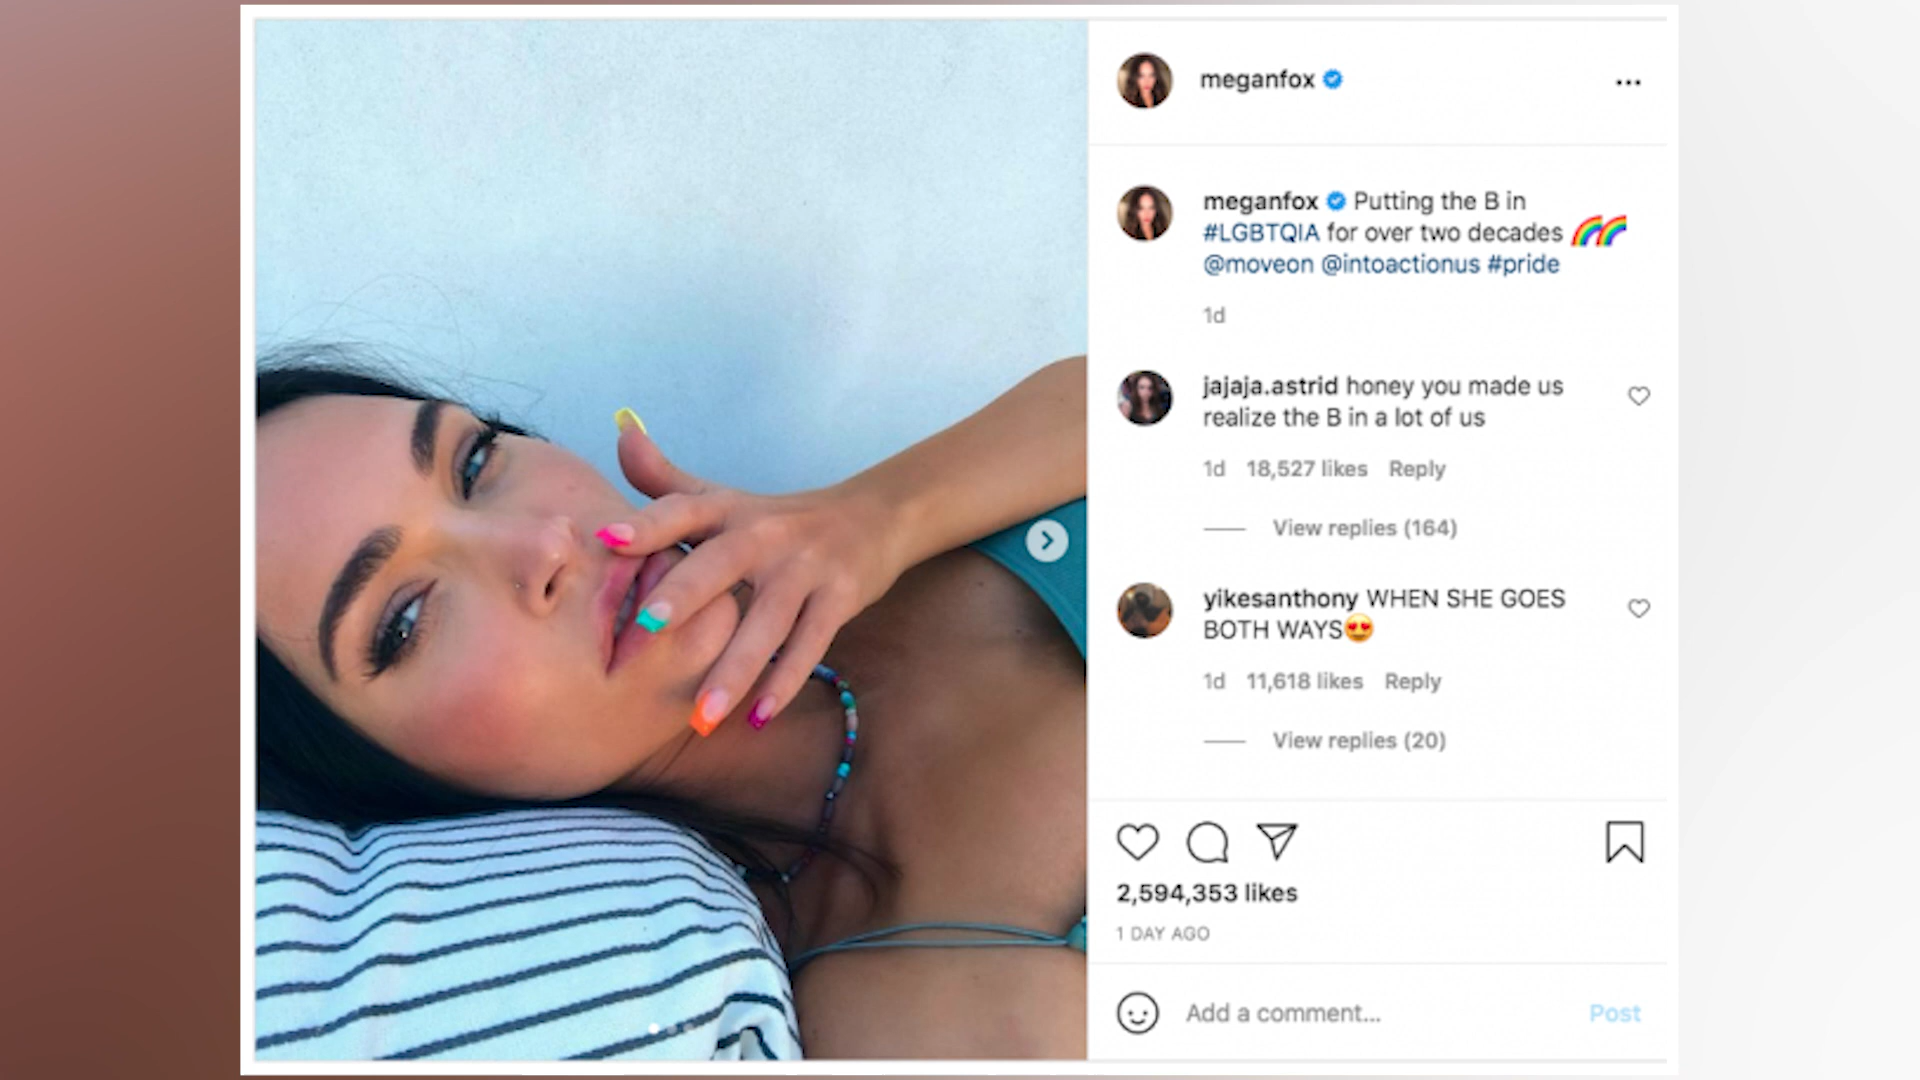 meganfox
meganfox Putting the B in
#LGBTQIA for over two decades 🌈🌈
@moveon @intoactionus #pride
1d
jajaja.astrid honey you made us
realize the B in a lot of us
1d 18,527 likes Reply
View replies (164)
yikesanthony WHEN SHE GOES
BOTH WAYS😍
1d 11,618 likes Reply
View replies (20)
2,594,353 likes
1 DAY AGO
Add a comment... Post